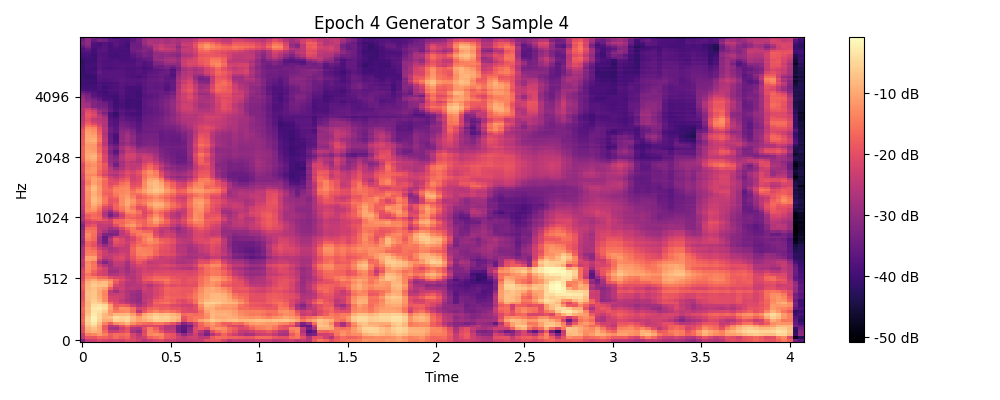 Epoch 4 Generator 3 Sample 4
Hz
4096
2048
1024
512
0
0 0.5 1 1.5 2 2.5 3 3.5 4
Time
-10 dB
-20 dB
-30 dB
-40 dB
-50 dB